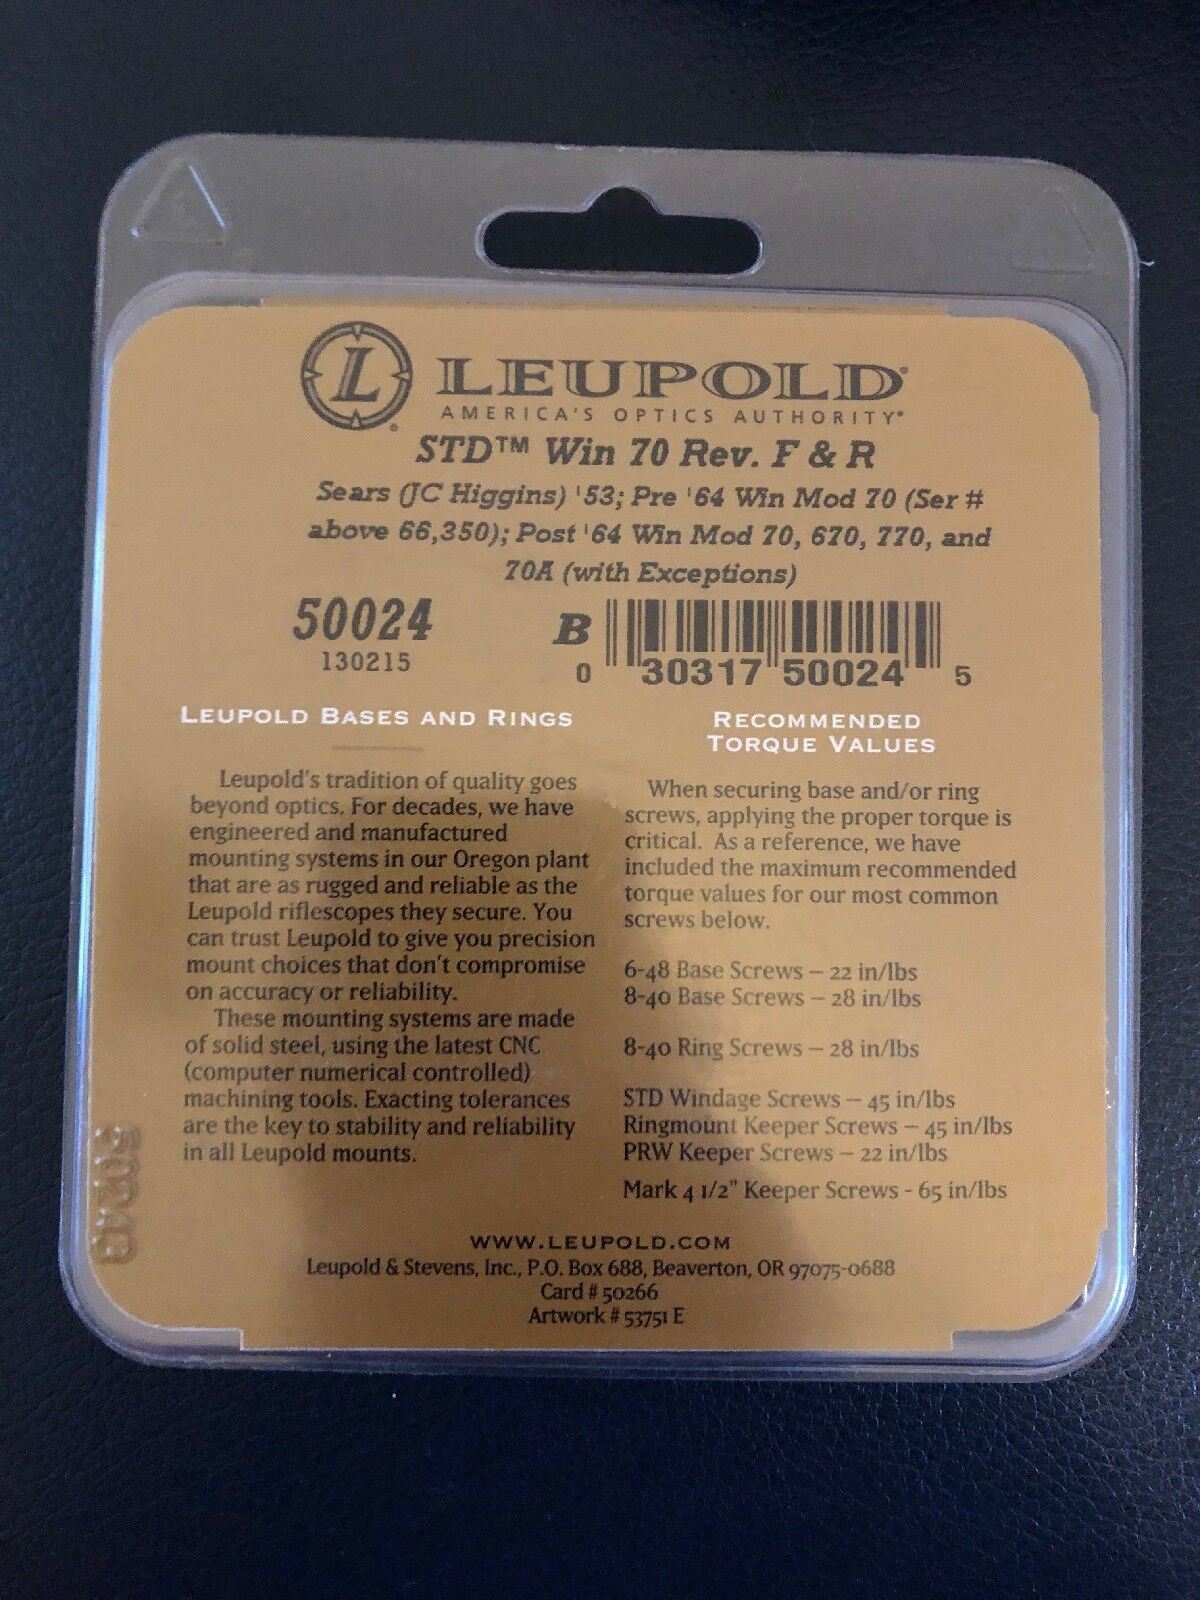 L
LEUPOLD®
AMERICA'S OPTICS AUTHORITY®
STD™ Win 70 Rev. F & R
Sears (JC Higgins) '53; Pre '64 Win Mod 70 (Ser #
above 66,350); Post '64 Win Mod 70, 670, 770, and
70A (with Exceptions)
50024
130215
B
0 30317 50024 5
LEUPOLD BASES AND RINGS
Leupold's tradition of quality goes
beyond optics. For decades, we have
engineered and manufactured
mounting systems in our Oregon plant
that are as rugged and reliable as the
Leupold riflescopes they secure. You
can trust Leupold to give you precision
mount choices that don't compromise
on accuracy or reliability.
These mounting systems are made
of solid steel, using the latest CNC
(computer numerical controlled)
machining tools. Exacting tolerances
are the key to stability and reliability
in all Leupold mounts.
RECOMMENDED
TORQUE VALUES
When securing base and/or ring
screws, applying the proper torque is
critical. As a reference, we have
included the maximum recommended
torque values for our most common
screws below.
6-48 Base Screws – 22 in/lbs
8-40 Base Screws – 28 in/lbs
8-40 Ring Screws – 28 in/lbs
STD Windage Screws – 45 in/lbs
Ringmount Keeper Screws – 45 in/lbs
PRW Keeper Screws – 22 in/lbs
Mark 4 1/2" Keeper Screws - 65 in/lbs
WWW.LEUPOLD.COM
Leupold & Stevens, Inc., P.O. Box 688, Beaverton, OR 97075-0688
Card # 50266
Artwork # 53751 E